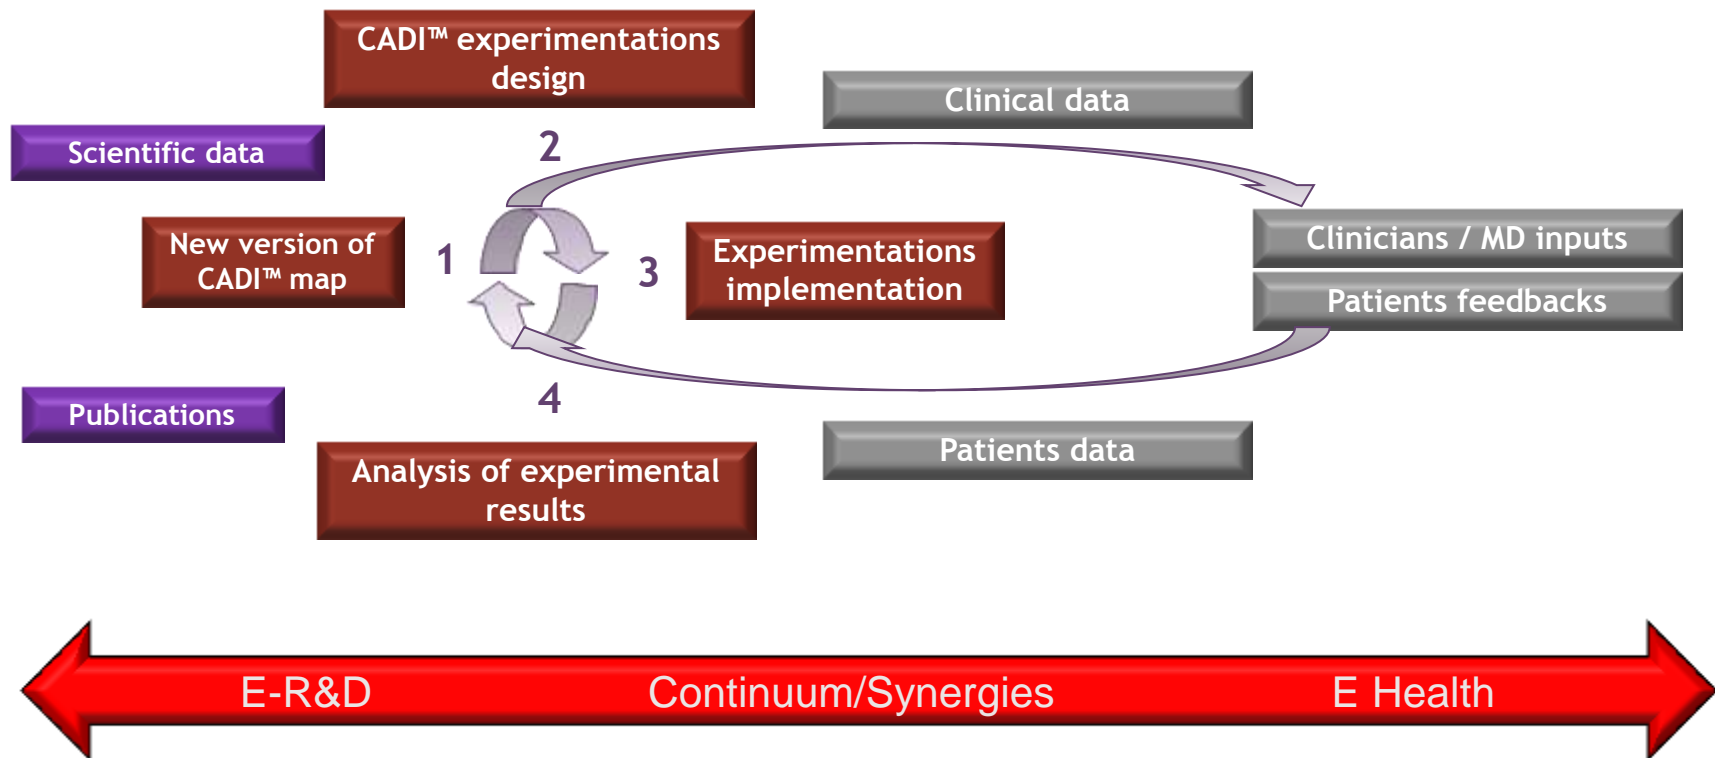 CADI™ experimentations
design
Clinical data
Scientific data
2
New version of
CADI™ map
1
3
Experimentations
implementation
Clinicians / MD inputs
Patients feedbacks
Publications
4
Analysis of experimental
results
Patients data
E-R&D
Continuum/Synergies
E Health